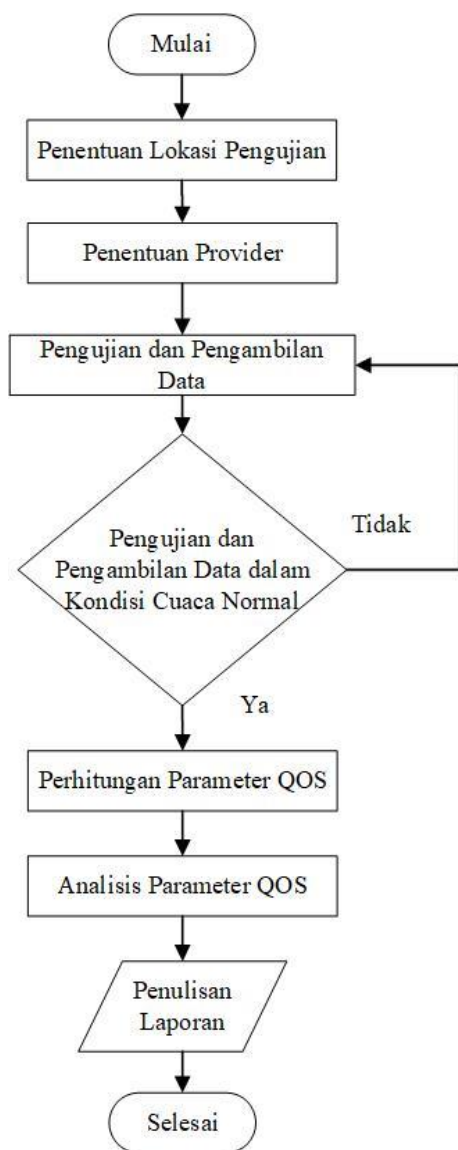 Mulai
Penentuan Lokasi Pengujian
Penentuan Provider
Pengujian dan Pengambilan
Data
Pengujian dan
Pengambilan Data dalam
Kondisi Cuaca Normal
Tidak
Ya
Perhitungan Parameter QOS
Analisis Parameter QOS
Penulisan
Laporan
Selesai